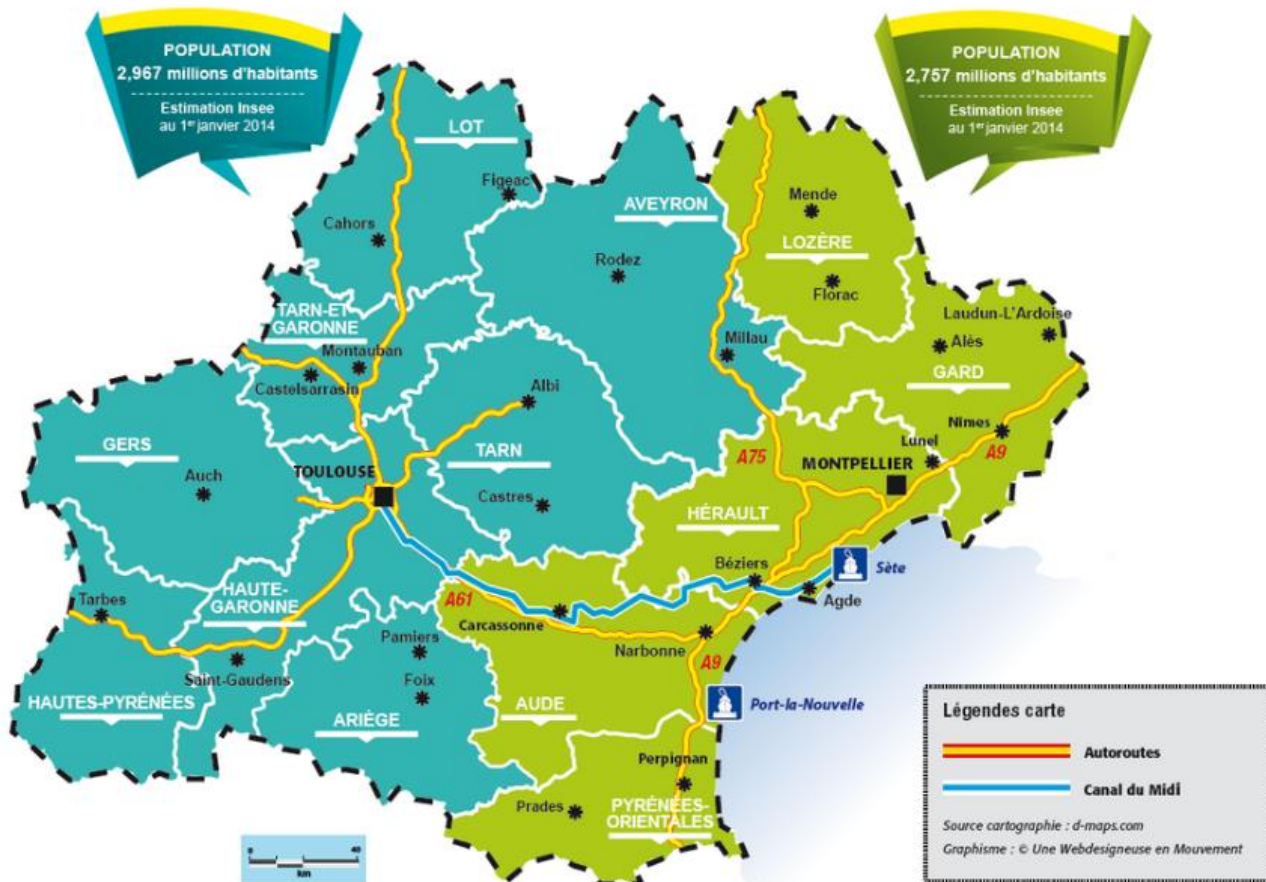 POPULATION
2,967 millions d'habitants
Estimation Insee
au 1er janvier 2014
POPULATION
2,757 millions d'habitants
Estimation Insee
au 1er janvier 2014
LOT
Figeac
Cahors
AVEYRON
Rodez
Mende
LOZÈRE
Florac
TARN-ET-
GARONNE
Montauban
Castelsarrasin
Millau
Laudun-L'Ardoise
Alès
GARD
Albi
GERS
Auch
TOULOUSE
TARN
Castres
A75
MONTPELLIER
Lunel
Nîmes
A9
HÉRAULT
Béziers
Sète
Agde
Tarbes
HAUTE-
GARONNE
A61
Carcassonne
Narbonne
A9
Pamiers
Saint-Gaudens
Foix
HAUTES-PYRÉNÉES
ARIÈGE
AUDE
Port-la-Nouvelle
Perpignan
Prades
PYRÉNÉES-
ORIENTALES
0 40
km
Légendes carte
Autoroutes
Canal du Midi
Source cartographie : d-maps.com
Graphisme : © Une Webdesigneuse en Mouvement